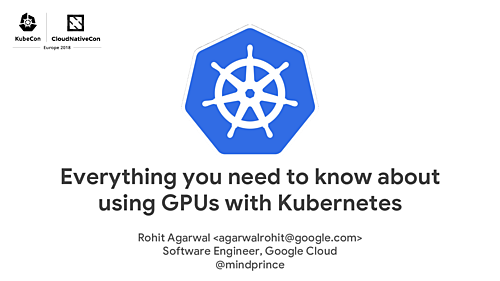 KubeCon
CloudNativeCon
Europe 2018
Everything you need to know about
using GPUs with Kubernetes
Rohit Agarwal <agarwalrohit@google.com>
Software Engineer, Google Cloud
@mindprince